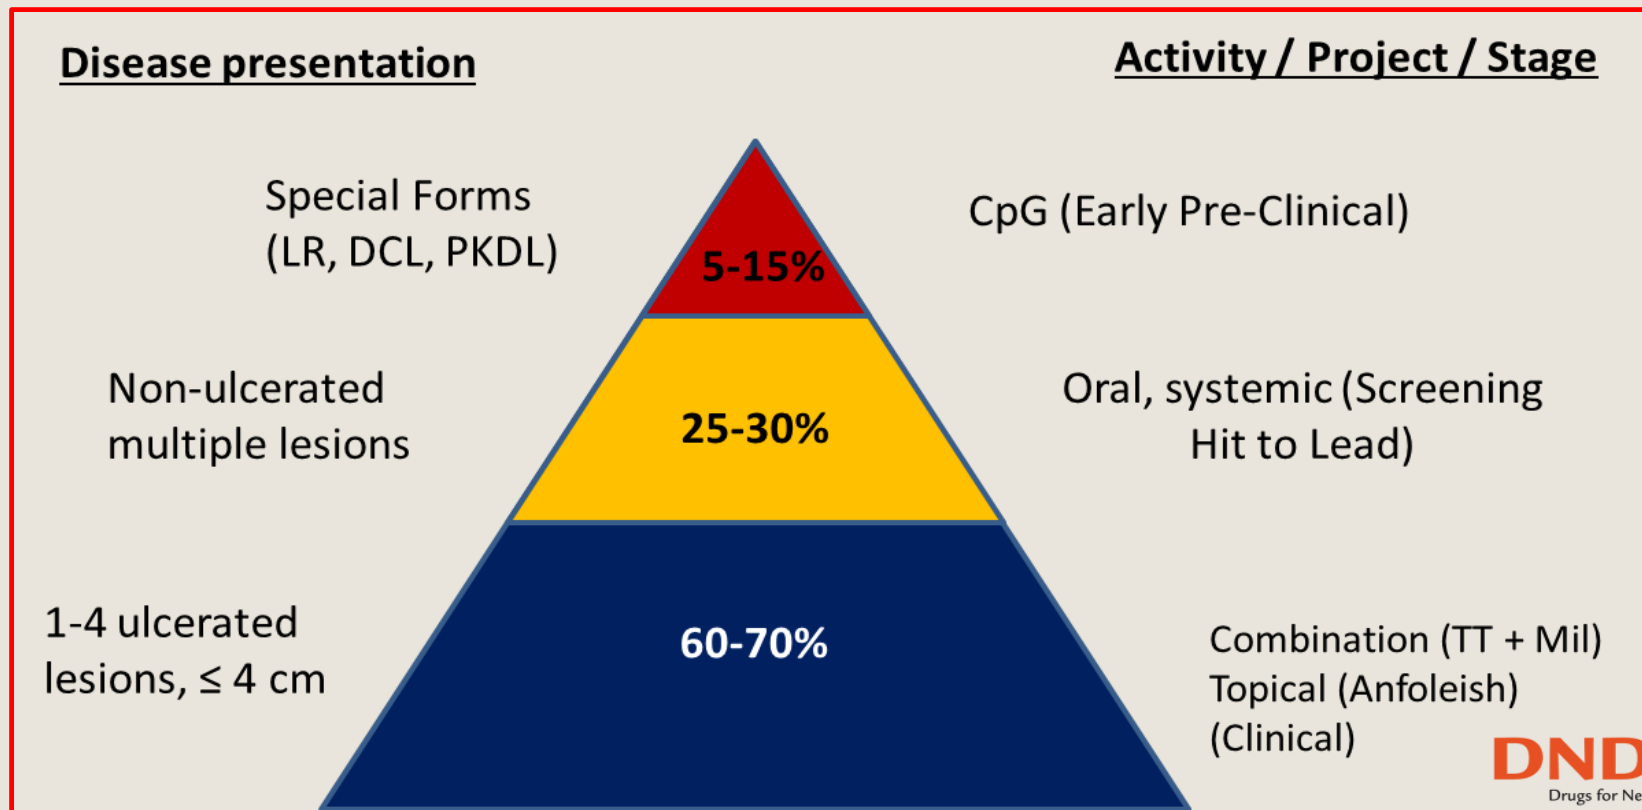 Disease presentation
Activity / Project / Stage
Special Forms
(LR, DCL, PKDL)
5-15%
CpG (Early Pre-Clinical)
Non-ulcerated
multiple lesions
25-30%
Oral, systemic (Screening
Hit to Lead)
1-4 ulcerated
lesions, ≤ 4 cm
60-70%
Combination (TT + Mil)
Topical (Anfoleish)
(Clinical)
DND
Drugs for Ne